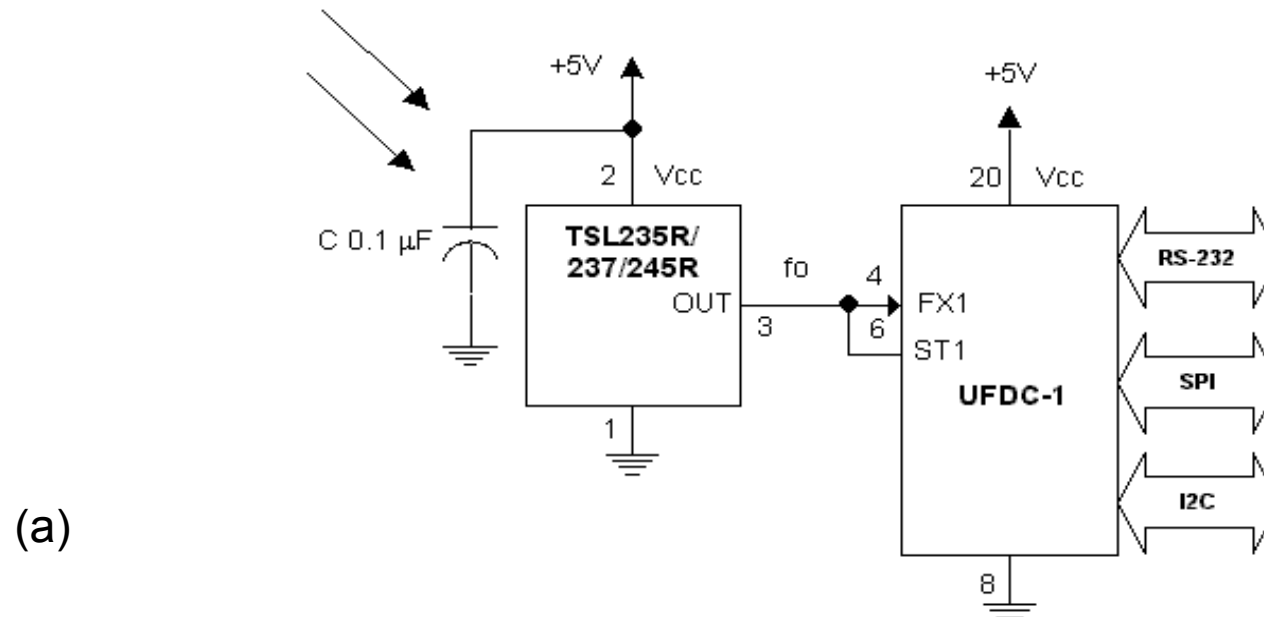 +5V
+5V
2 Vcc
20 Vcc
C 0.1 µF
TSL235R/
237/245R
OUT
3
fo
4
6
FX1
ST1
UFDC-1
RS-232
SPI
I2C
1
8
(a)